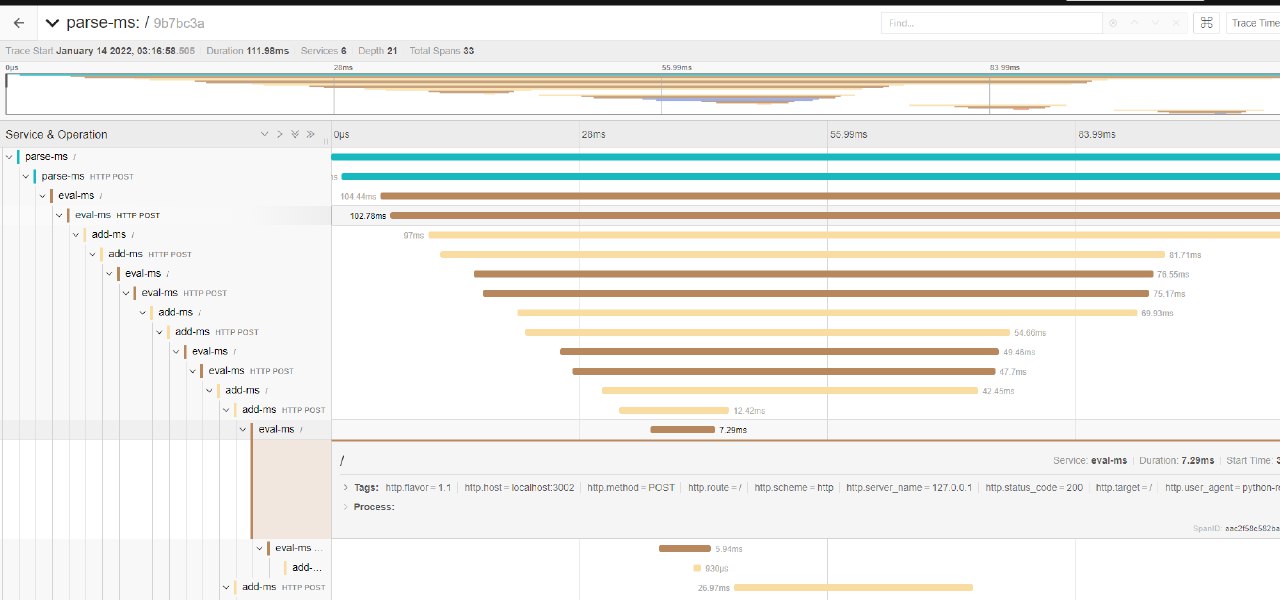 parse-ms: / 9b7bc3a
Find...
Trace Time
Trace Start January 14 2022, 03:16:58.505 Duration 111.98ms Services 6 Depth 21 Total Spans 33
0µs 28ms 55.99ms 83.99ms
Service & Operation 0µs 28ms 55.99ms 83.99ms
parse-ms /
parse-ms HTTP POST
eval-ms / 104.44ms
eval-ms HTTP POST 102.78ms
add-ms / 97ms
add-ms HTTP POST 81.71ms
eval-ms / 76.55ms
eval-ms HTTP POST 75.17ms
add-ms / 69.93ms
add-ms HTTP POST 54.66ms
eval-ms / 49.46ms
eval-ms HTTP POST 47.7ms
add-ms / 42.45ms
add-ms HTTP POST 12.42ms
eval-ms / 7.29ms
/ Service: eval-ms Duration: 7.29ms Start Time: 3
Tags: http.flavor = 1.1 http.host = localhost:3002 http.method = POST http.route = / http.scheme = http http.server_name = 127.0.0.1 http.status_code = 200 http.target = / http.user_agent = python-re
Process:
SpanID:
eval-ms ... 5.94ms
add-... 930µs
add-ms HTTP POST 26.97ms